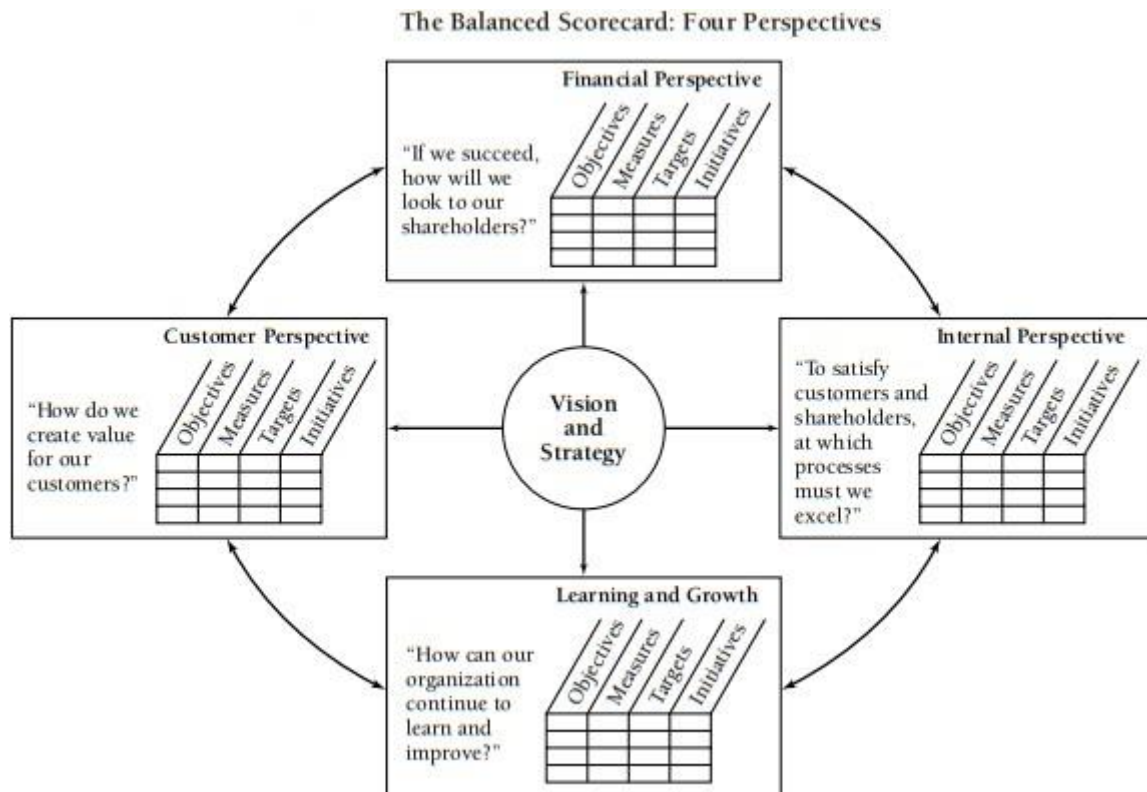 The Balanced Scorecard: Four Perspectives
Financial Perspective
“If we succeed,
how will we
look to our
shareholders?”
Objectives
Measures
Targets
Initiatives
Customer Perspective
“How do we
create value
for our
customers?”
Objectives
Measures
Targets
Initiatives
Vision
and
Strategy
Internal Perspective
“To satisfy
customers and
shareholders,
at which
processes
must we
excel?”
Objectives
Measures
Targets
Initiatives
Learning and Growth
“How can our
organization
continue to
learn and
improve?”
Objectives
Measures
Targets
Initiatives